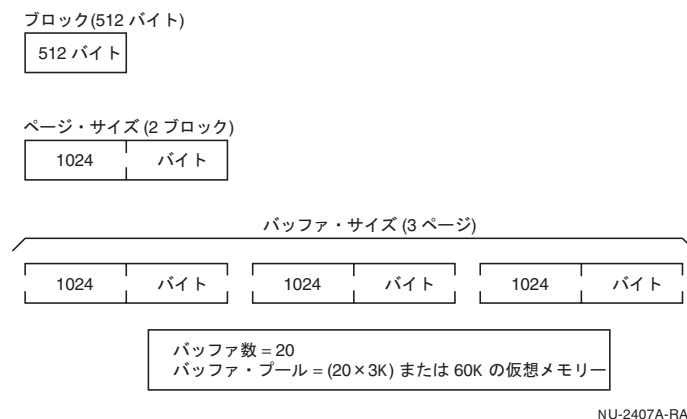 ブロック(512 バイト)
512 バイト
ページ・サイズ (2 ブロック)
1024 バイト
バッファ・サイズ (3 ページ)
1024 バイト 1024 バイト 1024 バイト
バッファ数 = 20
バッファ・プール = (20×3K) または 60K の仮想メモリー
NU-2407A-RA